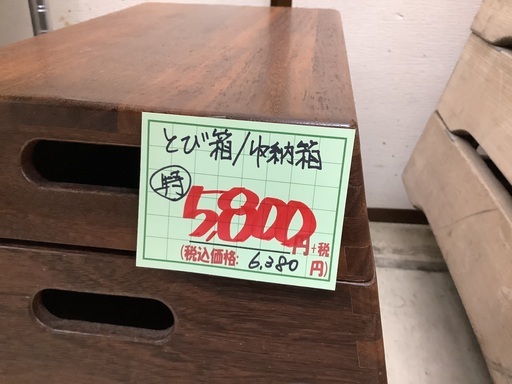 とび箱/収納箱
特 5,800円+税
(税込価格: 6,380 円)